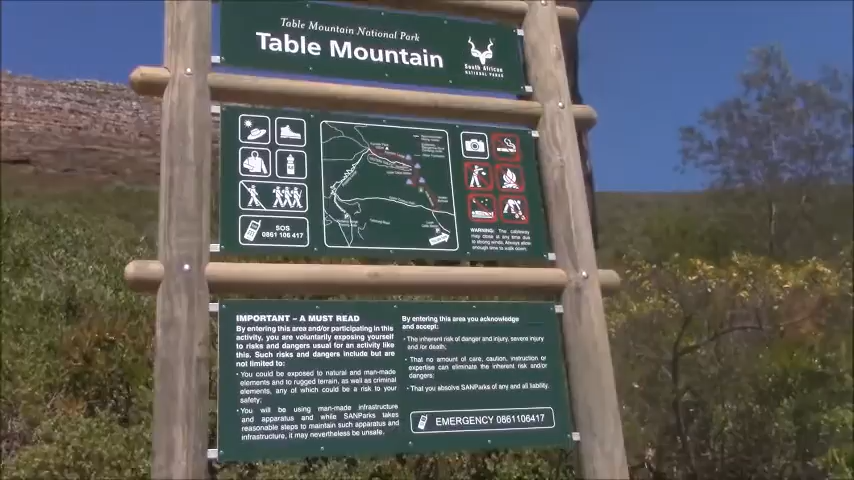 Table Mountain National Park
Table Mountain
South African
NATIONAL PARKS
SOS
0861 106 417
WARNING: The cableway
may close at any time due
to strong winds. Always allow
enough time to walk down.
IMPORTANT – A MUST READ
By entering this area and/or participating in this
activity, you are voluntarily exposing yourself
to risks and dangers usual for an activity like
this. Such risks and dangers include but are
not limited to:
• You could be exposed to natural and man-made
elements and to rugged terrain, as well as criminal
elements, any of which could be a risk to your
safety;
• You will be using man-made infrastructure
and apparatus and while SANParks takes
reasonable steps to maintain such apparatus and
infrastructure, it may nevertheless be unsafe.
By entering this area you acknowledge
and accept:
• The inherent risk of danger and injury, severe injury
and /or death;
• That no amount of care, caution, instruction or
expertise can eliminate the inherent risk and/or
dangers;
• That you absolve SANParks of any and all liability.
EMERGENCY 0861106417